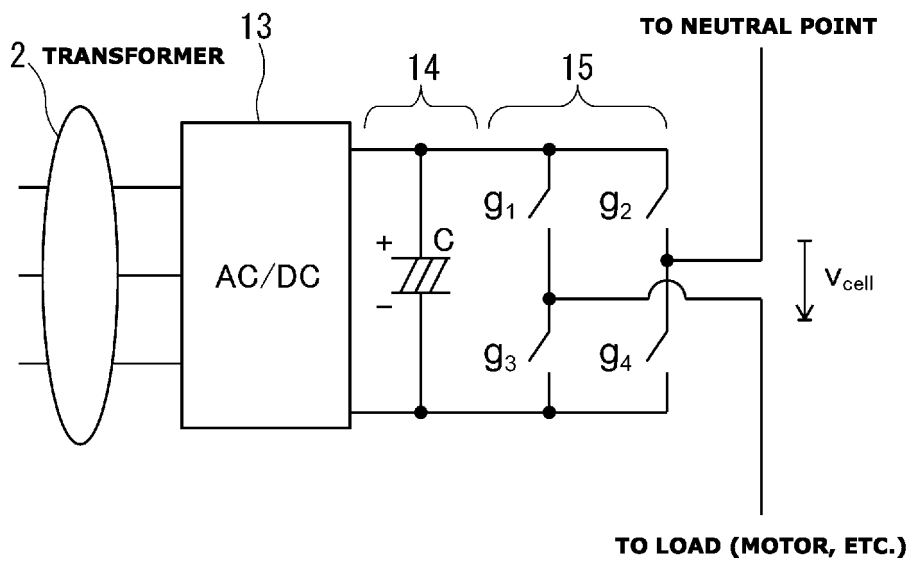 TO NEUTRAL POINT
2 TRANSFORMER
13
14
15
g1
g2
+
C
AC/DC
−
Vcell
g3
g4
TO LOAD (MOTOR, ETC.)